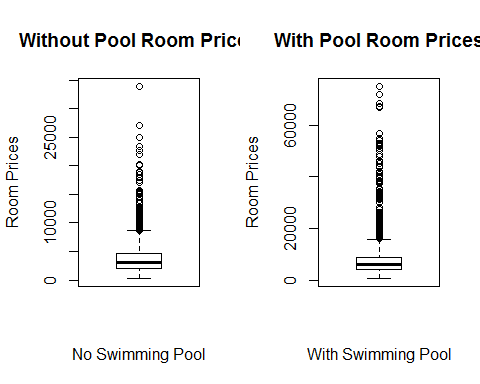 Without Pool Room Price
With Pool Room Prices
Room Prices
25000
10000
0
Room Prices
60000
20000
0
No Swimming Pool
With Swimming Pool